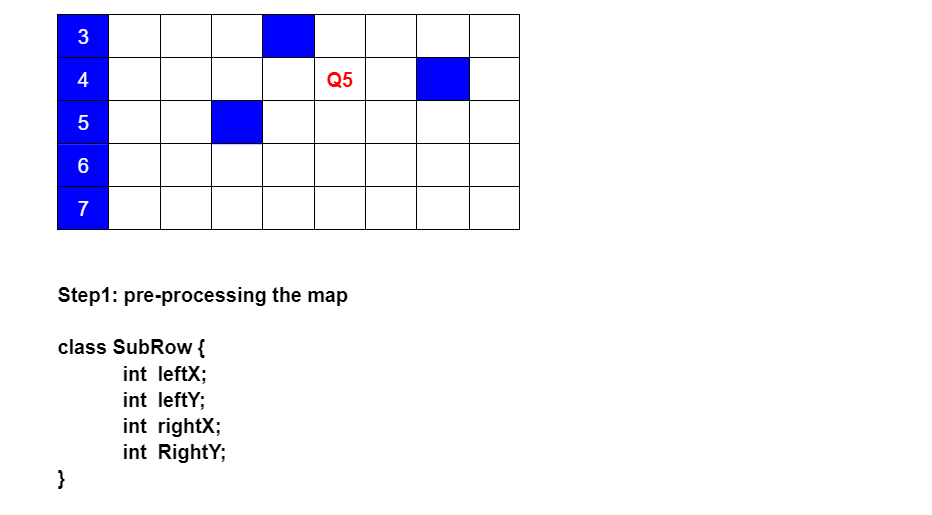 3
4 Q5
5
6
7
Step1: pre-processing the map
class SubRow {
int leftX;
int leftY;
int rightX;
int RightY;
}